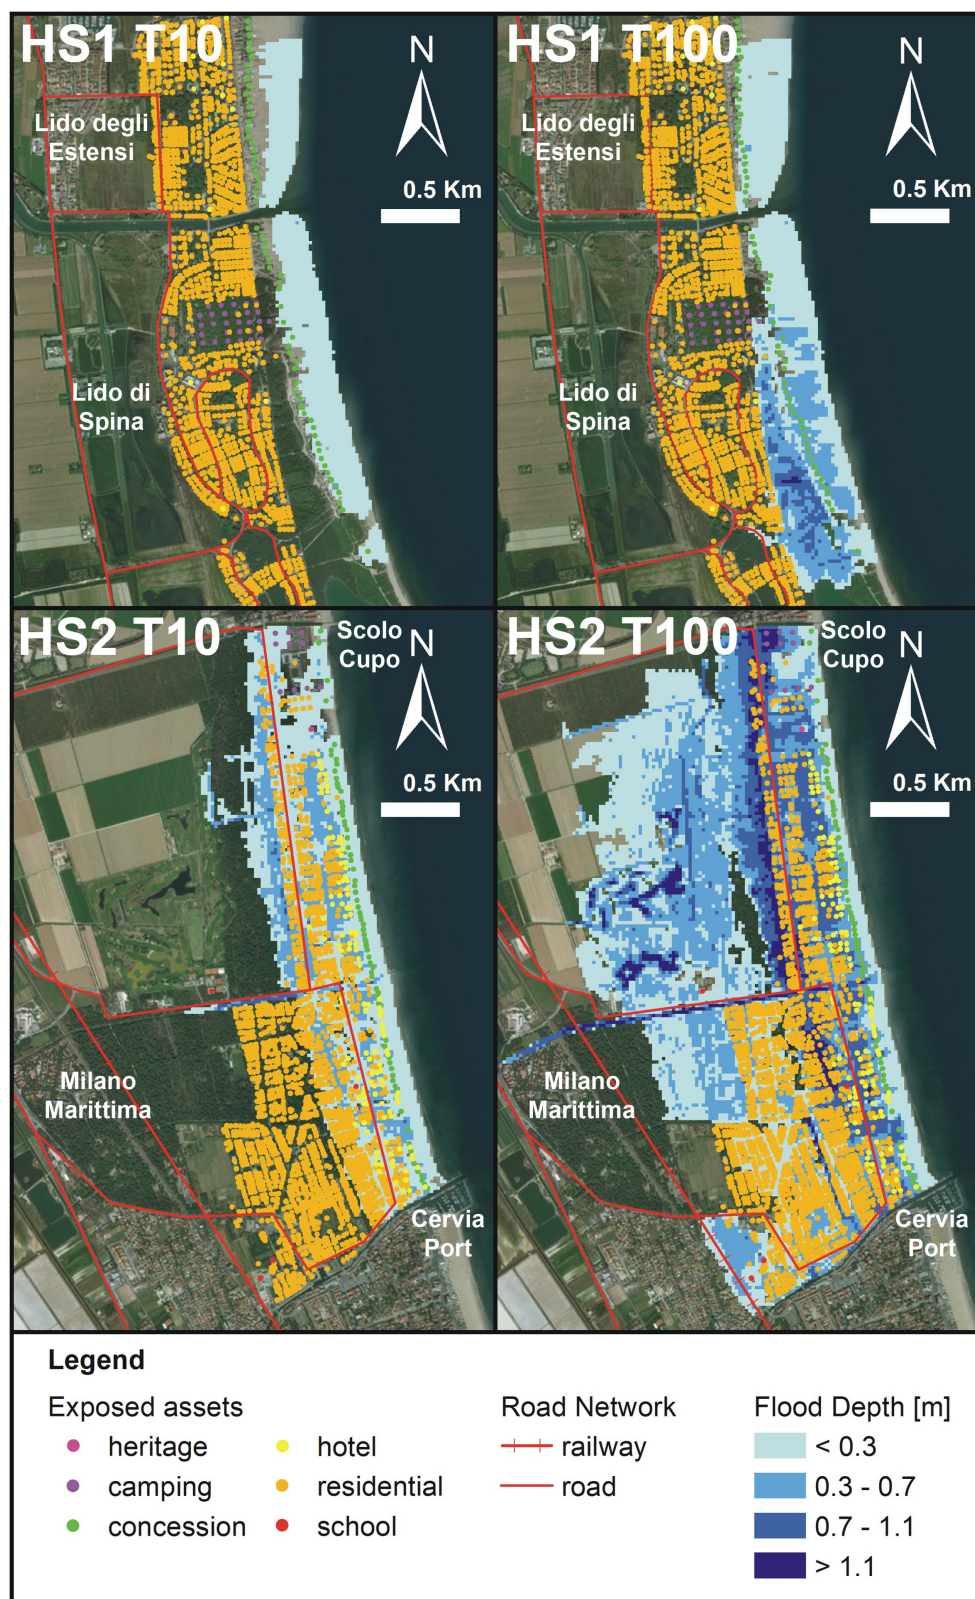 HS1 T10
N
Lido degli
Estensi
0.5 Km
Lido di
Spina
HS1 T100
N
Lido degli
Estensi
0.5 Km
Lido di
Spina
HS2 T10
Scolo
Cupo
N
0.5 Km
Milano
Marittima
Cervia
Port
HS2 T100
Scolo
Cupo
N
0.5 Km
Milano
Marittima
Cervia
Port
Legend
Exposed assets
heritage
camping
concession
hotel
residential
school
Road Network
railway
road
Flood Depth [m]
< 0.3
0.3 - 0.7
0.7 - 1.1
> 1.1